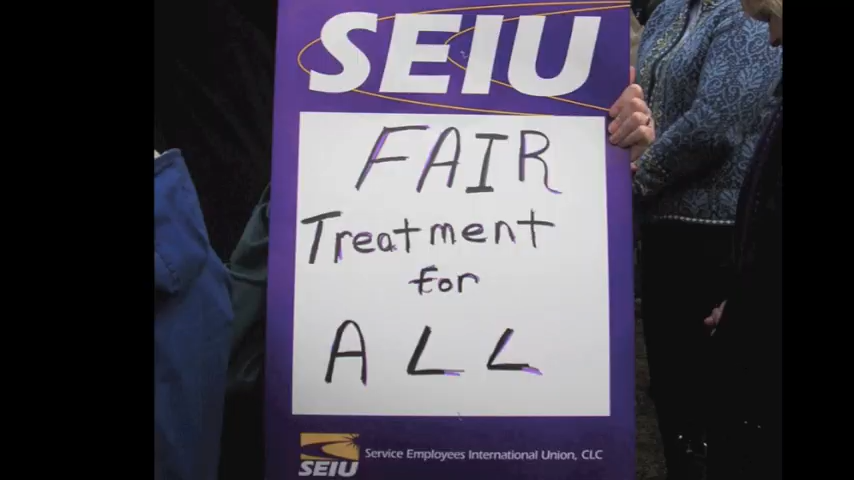 SEIU
FAIR
Treatment
for
ALL
SEIU
Service Employees International Union, CLC